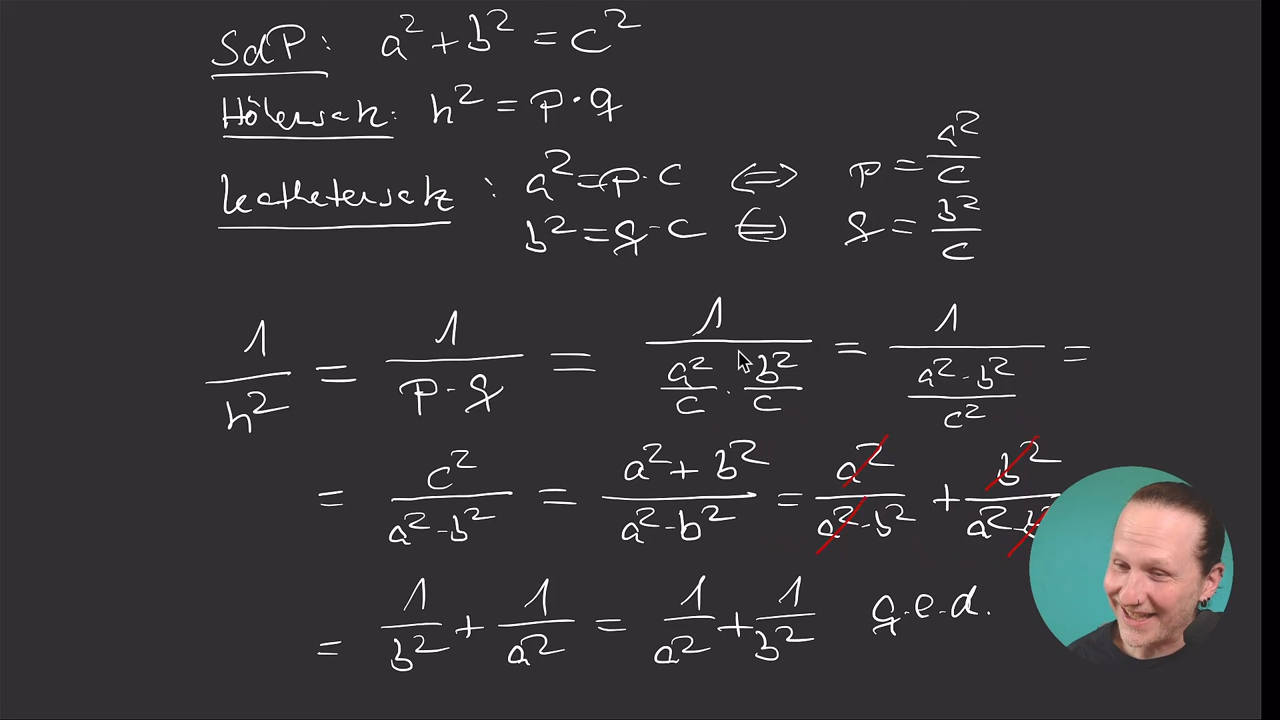 SdP: a² + b² = c²
Höhensatz: h² = p · q
Kathetensatz: a² = p · c ⇔ p = a²/c
b² = q · c ⇔ q = b²/c
1/h² = 1/(p · q) = 1/(a²/c · b²/c) = 1/((a² · b²)/c²) =
= c²/(a² · b²) = (a² + b²)/(a² · b²) = a²/(a² · b²) + b²/(a² · b²)
= 1/b² + 1/a² = 1/a² + 1/b² q.e.d.